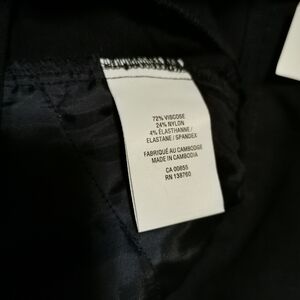 72% VISCOSE
24% NYLON
4% ÉLASTHANNE /
ELASTANE / SPANDEX
FABRIQUÉ AU CAMBODGE
MADE IN CAMBODIA
CA 00855
RN 138760